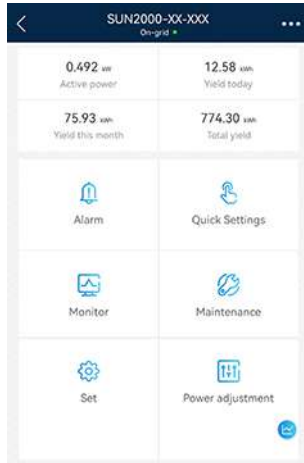 SUN2000-XX-XXX
On-grid
0.492 kW
12.58 kWh
Active power
Yield today
75.93 kWh
774.30 kWh
Yield this month
Total yield
Alarm
Quick Settings
Monitor
Maintenance
Set
Power adjustment